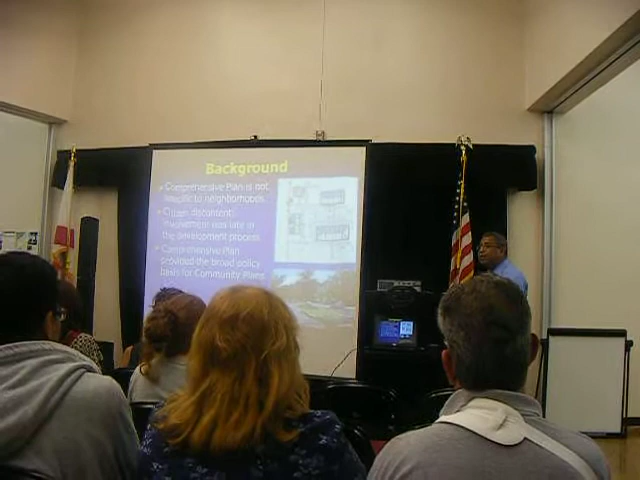 Background
Comprehensive Plan is not
specific to neighborhoods.
Citizen discontent:
involvement too late in
the development process
Comprehensive Plan
provided the broad policy
basis for Community Plans